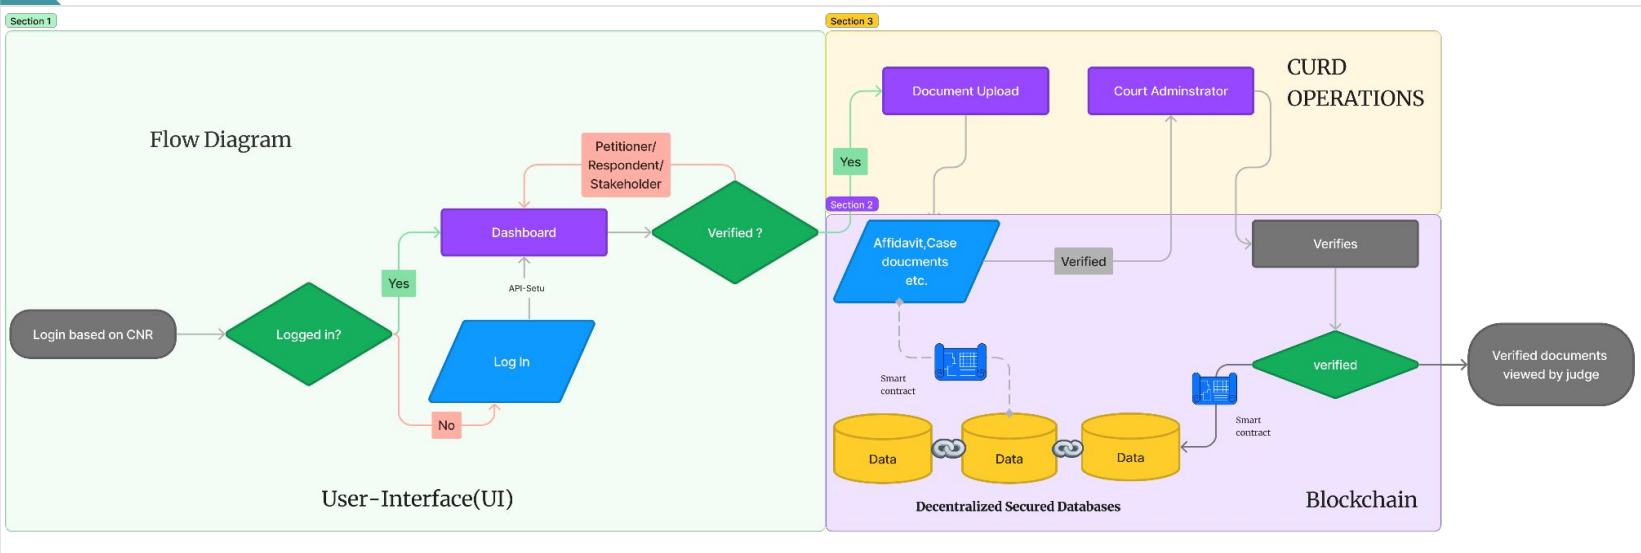 Section 1
Flow Diagram
Petitioner/
Respondent/
Stakeholder
Dashboard
Verified ?
Yes
API-Setu
Login based on CNR
Logged in?
Log In
No
User-Interface(UI)
Section 3
Document Upload
Court Adminstrator
CURD
OPERATIONS
Yes
Section 2
Affidavit,Case
doucments
etc.
Verified
Verifies
Smart
contract
verified
Smart
contract
Verified documents
viewed by judge
Data
Data
Data
Decentralized Secured Databases
Blockchain